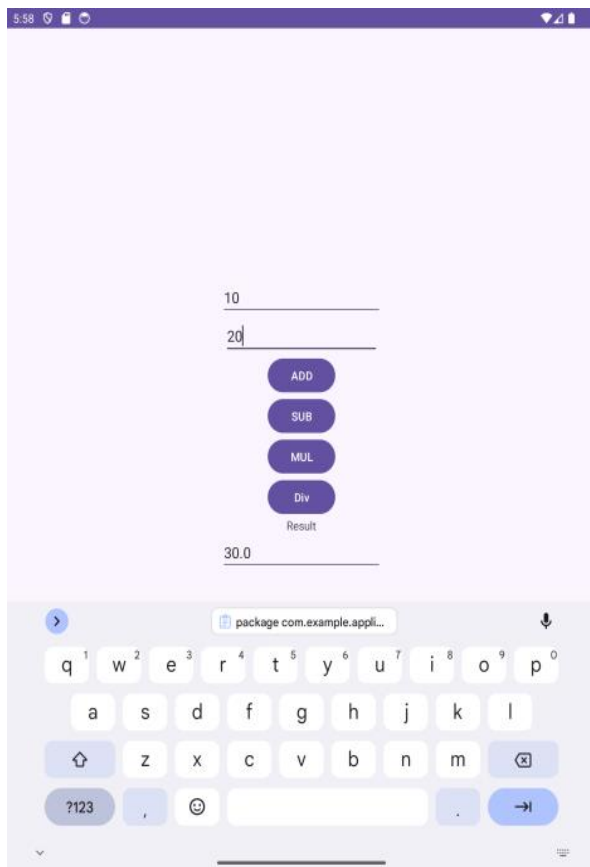 5:58
10
20
ADD
SUB
MUL
Div
Result
30.0
package com.example.appli...
q 1 w 2 e 3 r 4 t 5 y 6 u 7 i 8 o 9 p 0
a s d f g h j k l
z x c v b n m
?123 , .